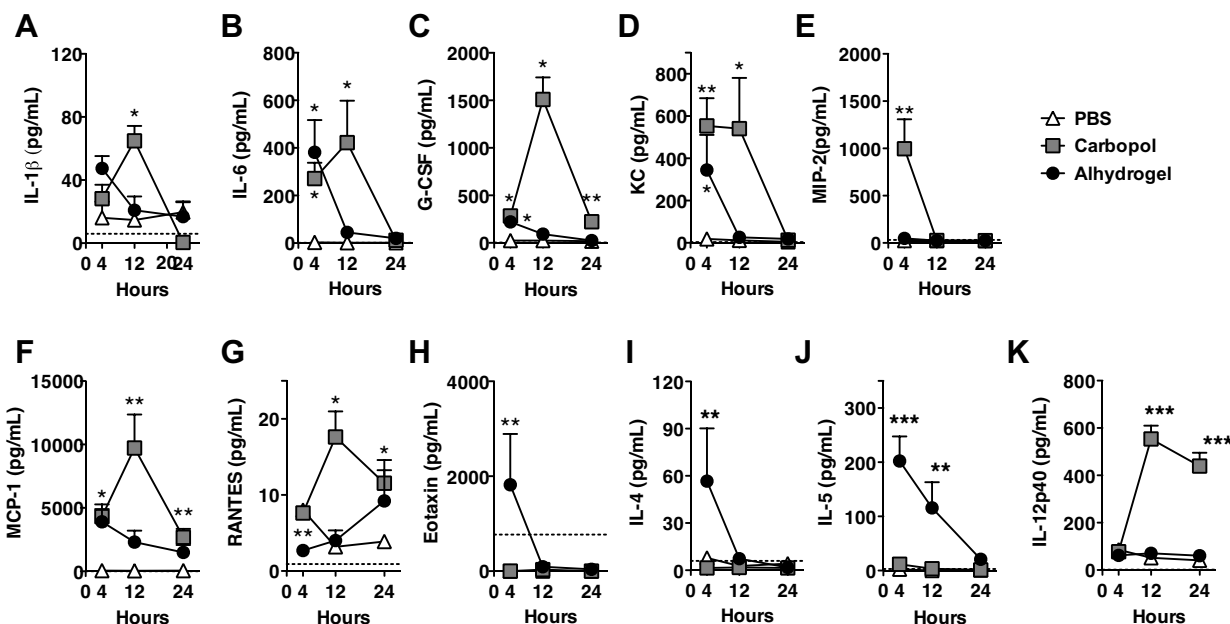 A
IL-1β (pg/mL)
120
80
40
0
*
0 4 12 20 24
Hours
B
IL-6 (pg/mL)
800
600
400
200
0
*
*
*
0 4 12 24
Hours
C
G-CSF (pg/mL)
2000
1500
1000
500
0
*
*
*
**
0 4 12 24
Hours
D
KC (pg/mL)
800
600
400
200
0
**
*
*
0 4 12 24
Hours
E
MIP-2(pg/mL)
2000
1500
1000
500
0
**
0 4 12 24
Hours
PBS
Carbopol
Alhydrogel
F
MCP-1 (pg/mL)
15000
10000
5000
0
*
**
**
0 4 12 24
Hours
G
RANTES (pg/mL)
20
10
0
*
*
**
0 4 12 24
Hours
H
Eotaxin (pg/mL)
4000
2000
0
**
0 4 12 24
Hours
I
IL-4 (pg/mL)
120
90
60
30
0
**
0 4 12 24
Hours
J
IL-5 (pg/mL)
300
200
100
0
***
**
0 4 12 24
Hours
K
IL-12p40 (pg/mL)
800
600
400
200
0
***
***
0 4 12 24
Hours